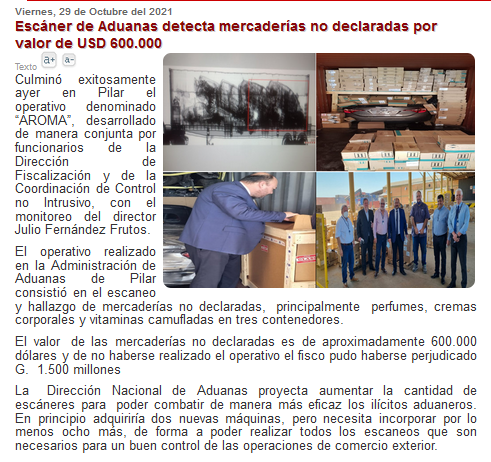 Viernes, 29 de Octubre del 2021
Escáner de Aduanas detecta mercaderías no declaradas por
valor de USD 600.000
Texto a+ a-
Culminó exitosamente
ayer en Pilar el
operativo denominado
“AROMA”, desarrollado
de manera conjunta por
funcionarios de la
Dirección de
Fiscalización y de la
Coordinación de Control
no Intrusivo, con el
monitoreo del director
Julio Fernández Frutos.
El operativo realizado
en la Administración de
Aduanas de Pilar
consistió en el escaneo
y hallazgo de mercaderías no declaradas, principalmente perfumes, cremas
corporales y vitaminas camufladas en tres contenedores.
El valor de las mercaderías no declaradas es de aproximadamente 600.000
dólares y de no haberse realizado el operativo el fisco pudo haberse perjudicado
G. 1.500 millones
La Dirección Nacional de Aduanas proyecta aumentar la cantidad de
escáneres para poder combatir de manera más eficaz los ilícitos aduaneros.
En principio adquiriría dos nuevas máquinas, pero necesita incorporar por lo
menos ocho más, de forma a poder realizar todos los escaneos que son
necesarios para un buen control de las operaciones de comercio exterior.